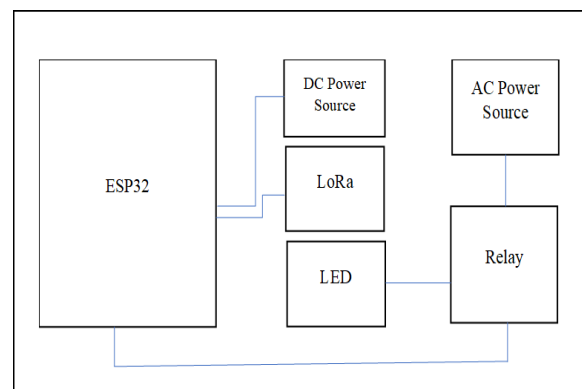 DC Power
Source
AC Power
Source
ESP32
LoRa
LED
Relay